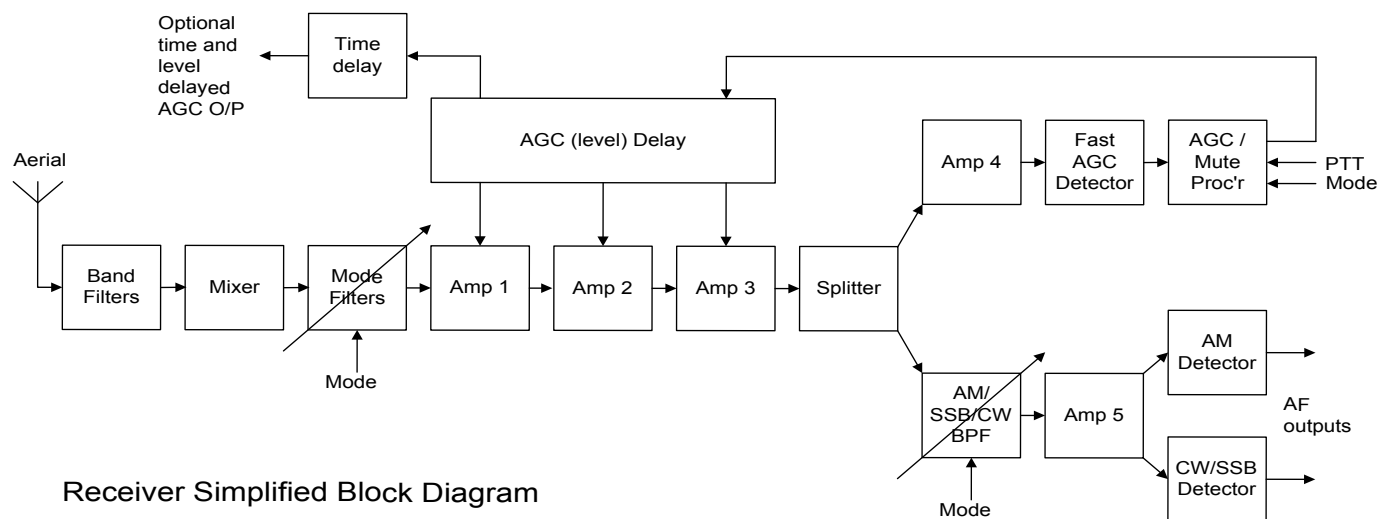 Optional
time and
level
delayed
AGC O/P
Time
delay
AGC (level) Delay
Aerial
Amp 4
Fast
AGC
Detector
AGC /
Mute
Proc'r
PTT
Mode
Band
Filters
Mixer
Mode
Filters
Amp 1
Amp 2
Amp 3
Splitter
Mode
AM/
SSB/CW
BPF
Amp 5
AM
Detector
AF
outputs
CW/SSB
Detector
Mode
Receiver Simplified Block Diagram